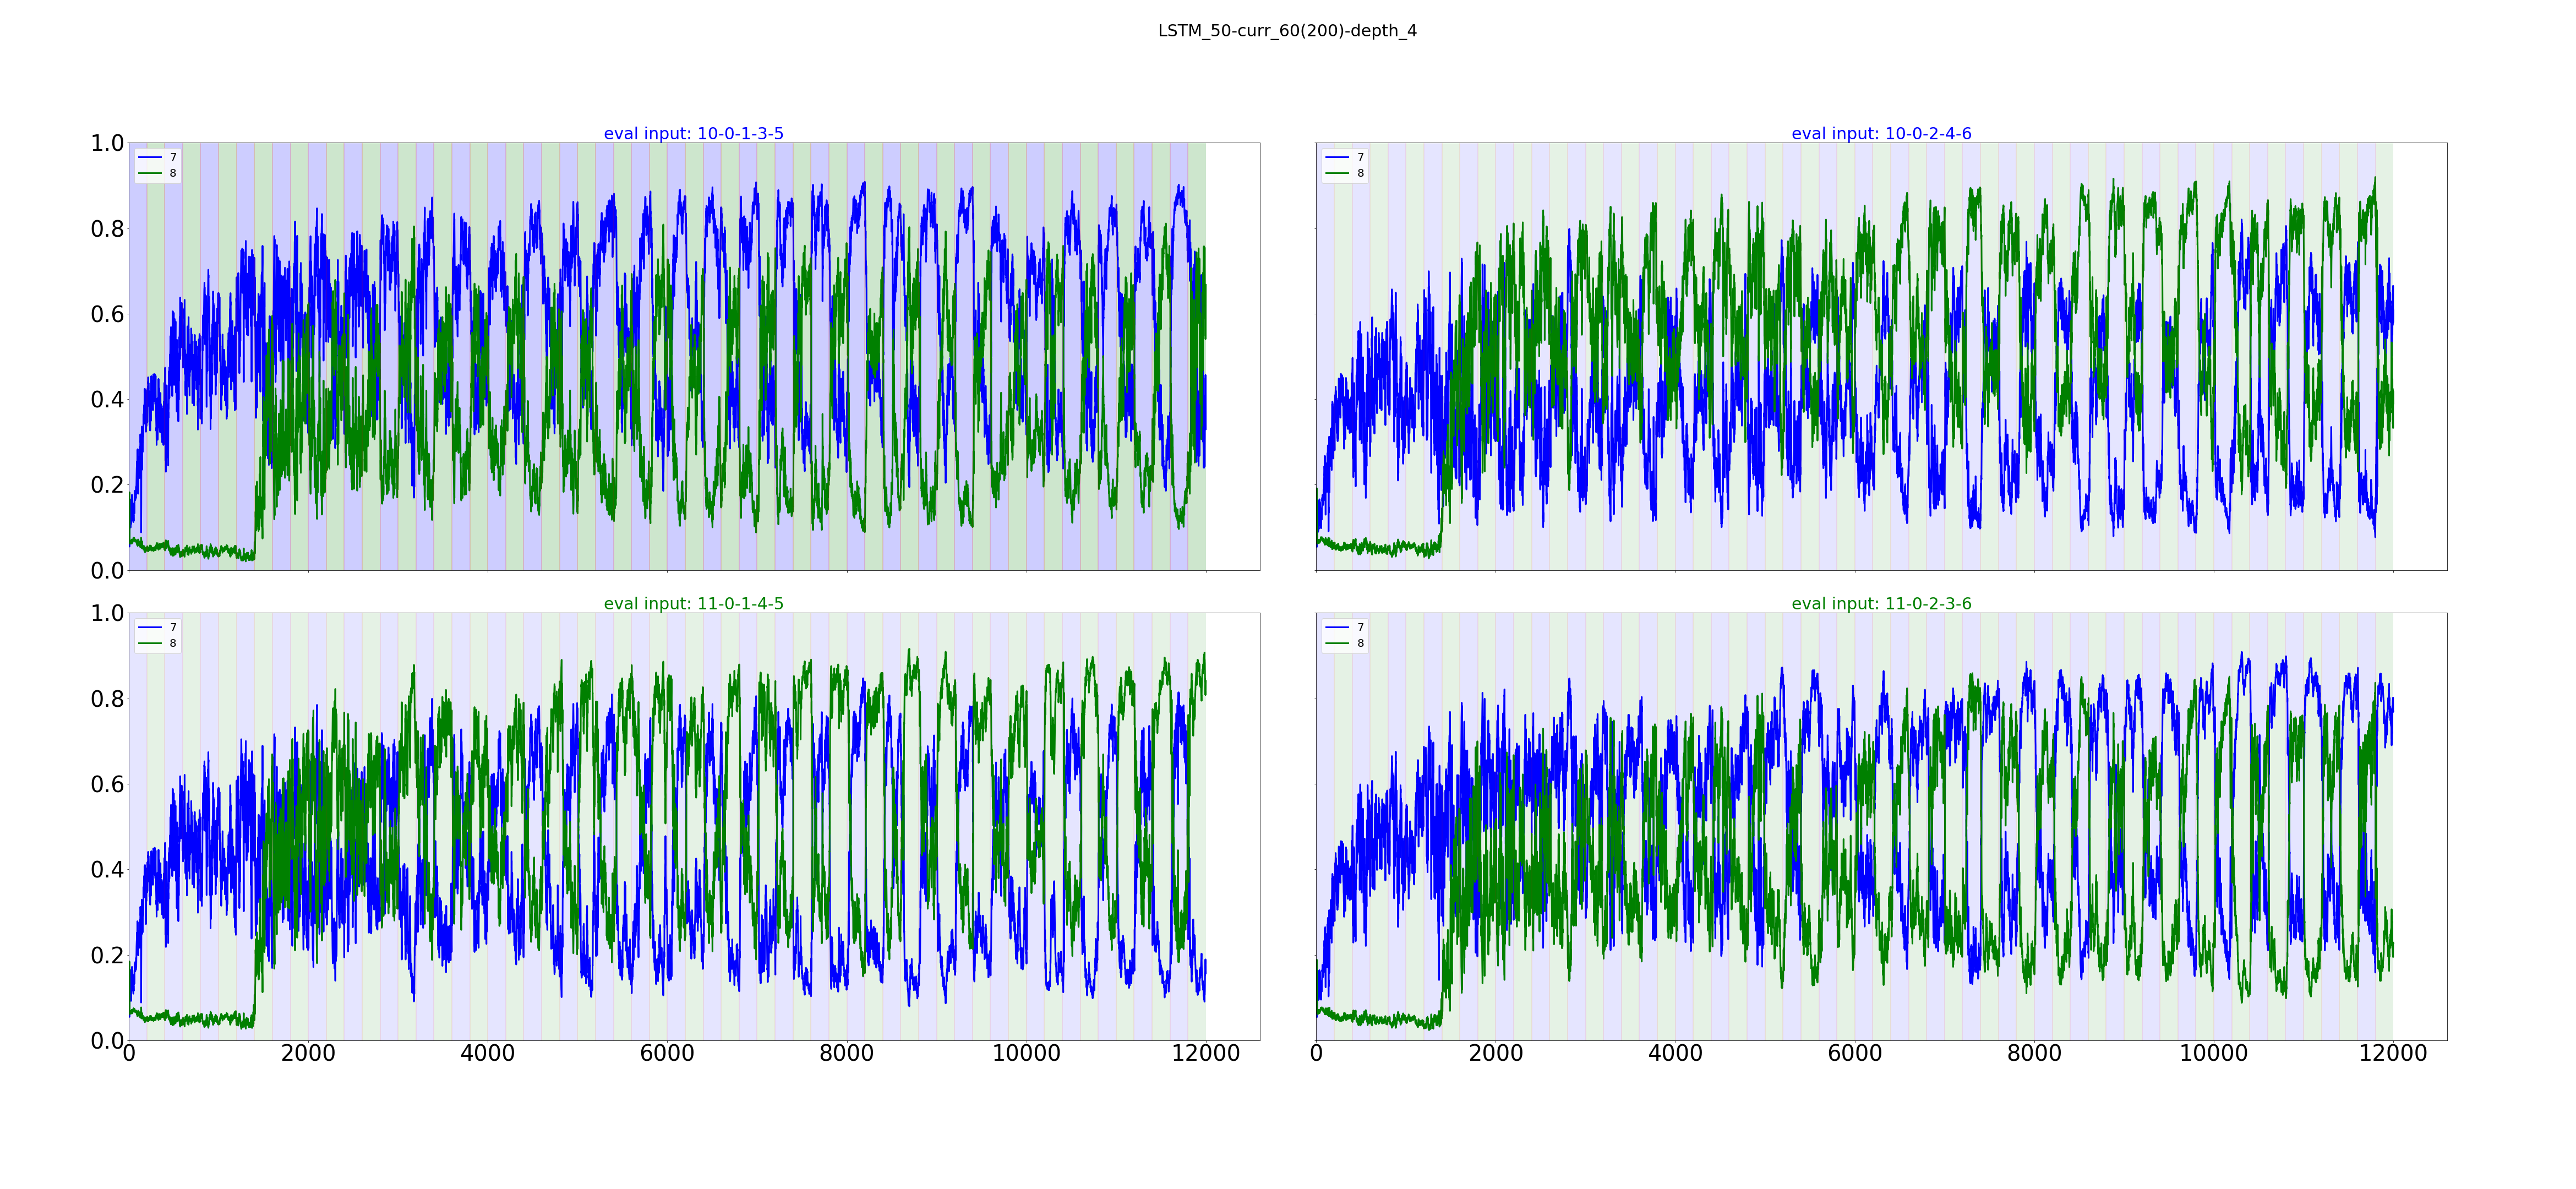 LSTM_50-curr_60(200)-depth_4
eval input: 10-0-1-3-5
1.0
0.8
0.6
0.4
0.2
0.0
7
8
eval input: 10-0-2-4-6
7
8
eval input: 11-0-1-4-5
1.0
0.8
0.6
0.4
0.2
0.0
7
8
0 2000 4000 6000 8000 10000 12000
eval input: 11-0-2-3-6
7
8
0 2000 4000 6000 8000 10000 12000